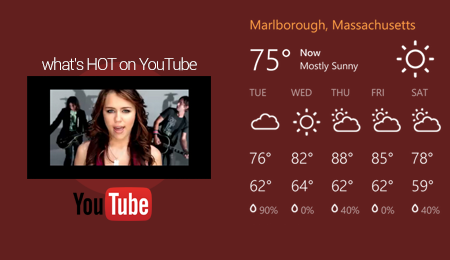 what's HOT on YouTube
YouTube
Marlborough, Massachusetts
75° Now
Mostly Sunny
TUE WED THU FRI SAT
76° 82° 88° 85° 78°
62° 64° 62° 62° 59°
90% 0% 40% 0% 40%